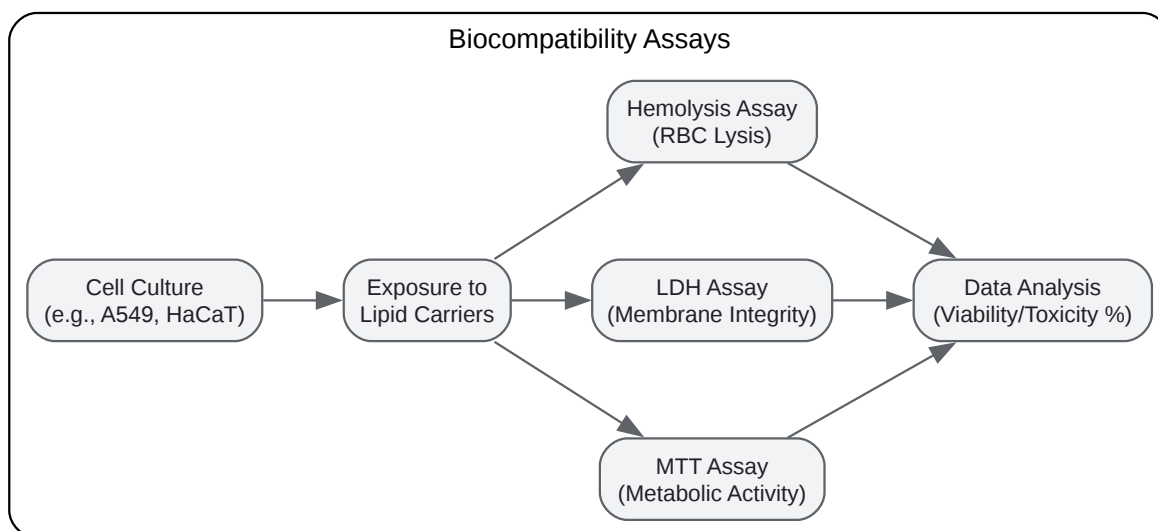 Biocompatibility Assays
Hemolysis Assay
(RBC Lysis)
Cell Culture
(e.g., A549, HaCaT)
Exposure to
Lipid Carriers
LDH Assay
(Membrane Integrity)
Data Analysis
(Viability/Toxicity %)
MTT Assay
(Metabolic Activity)